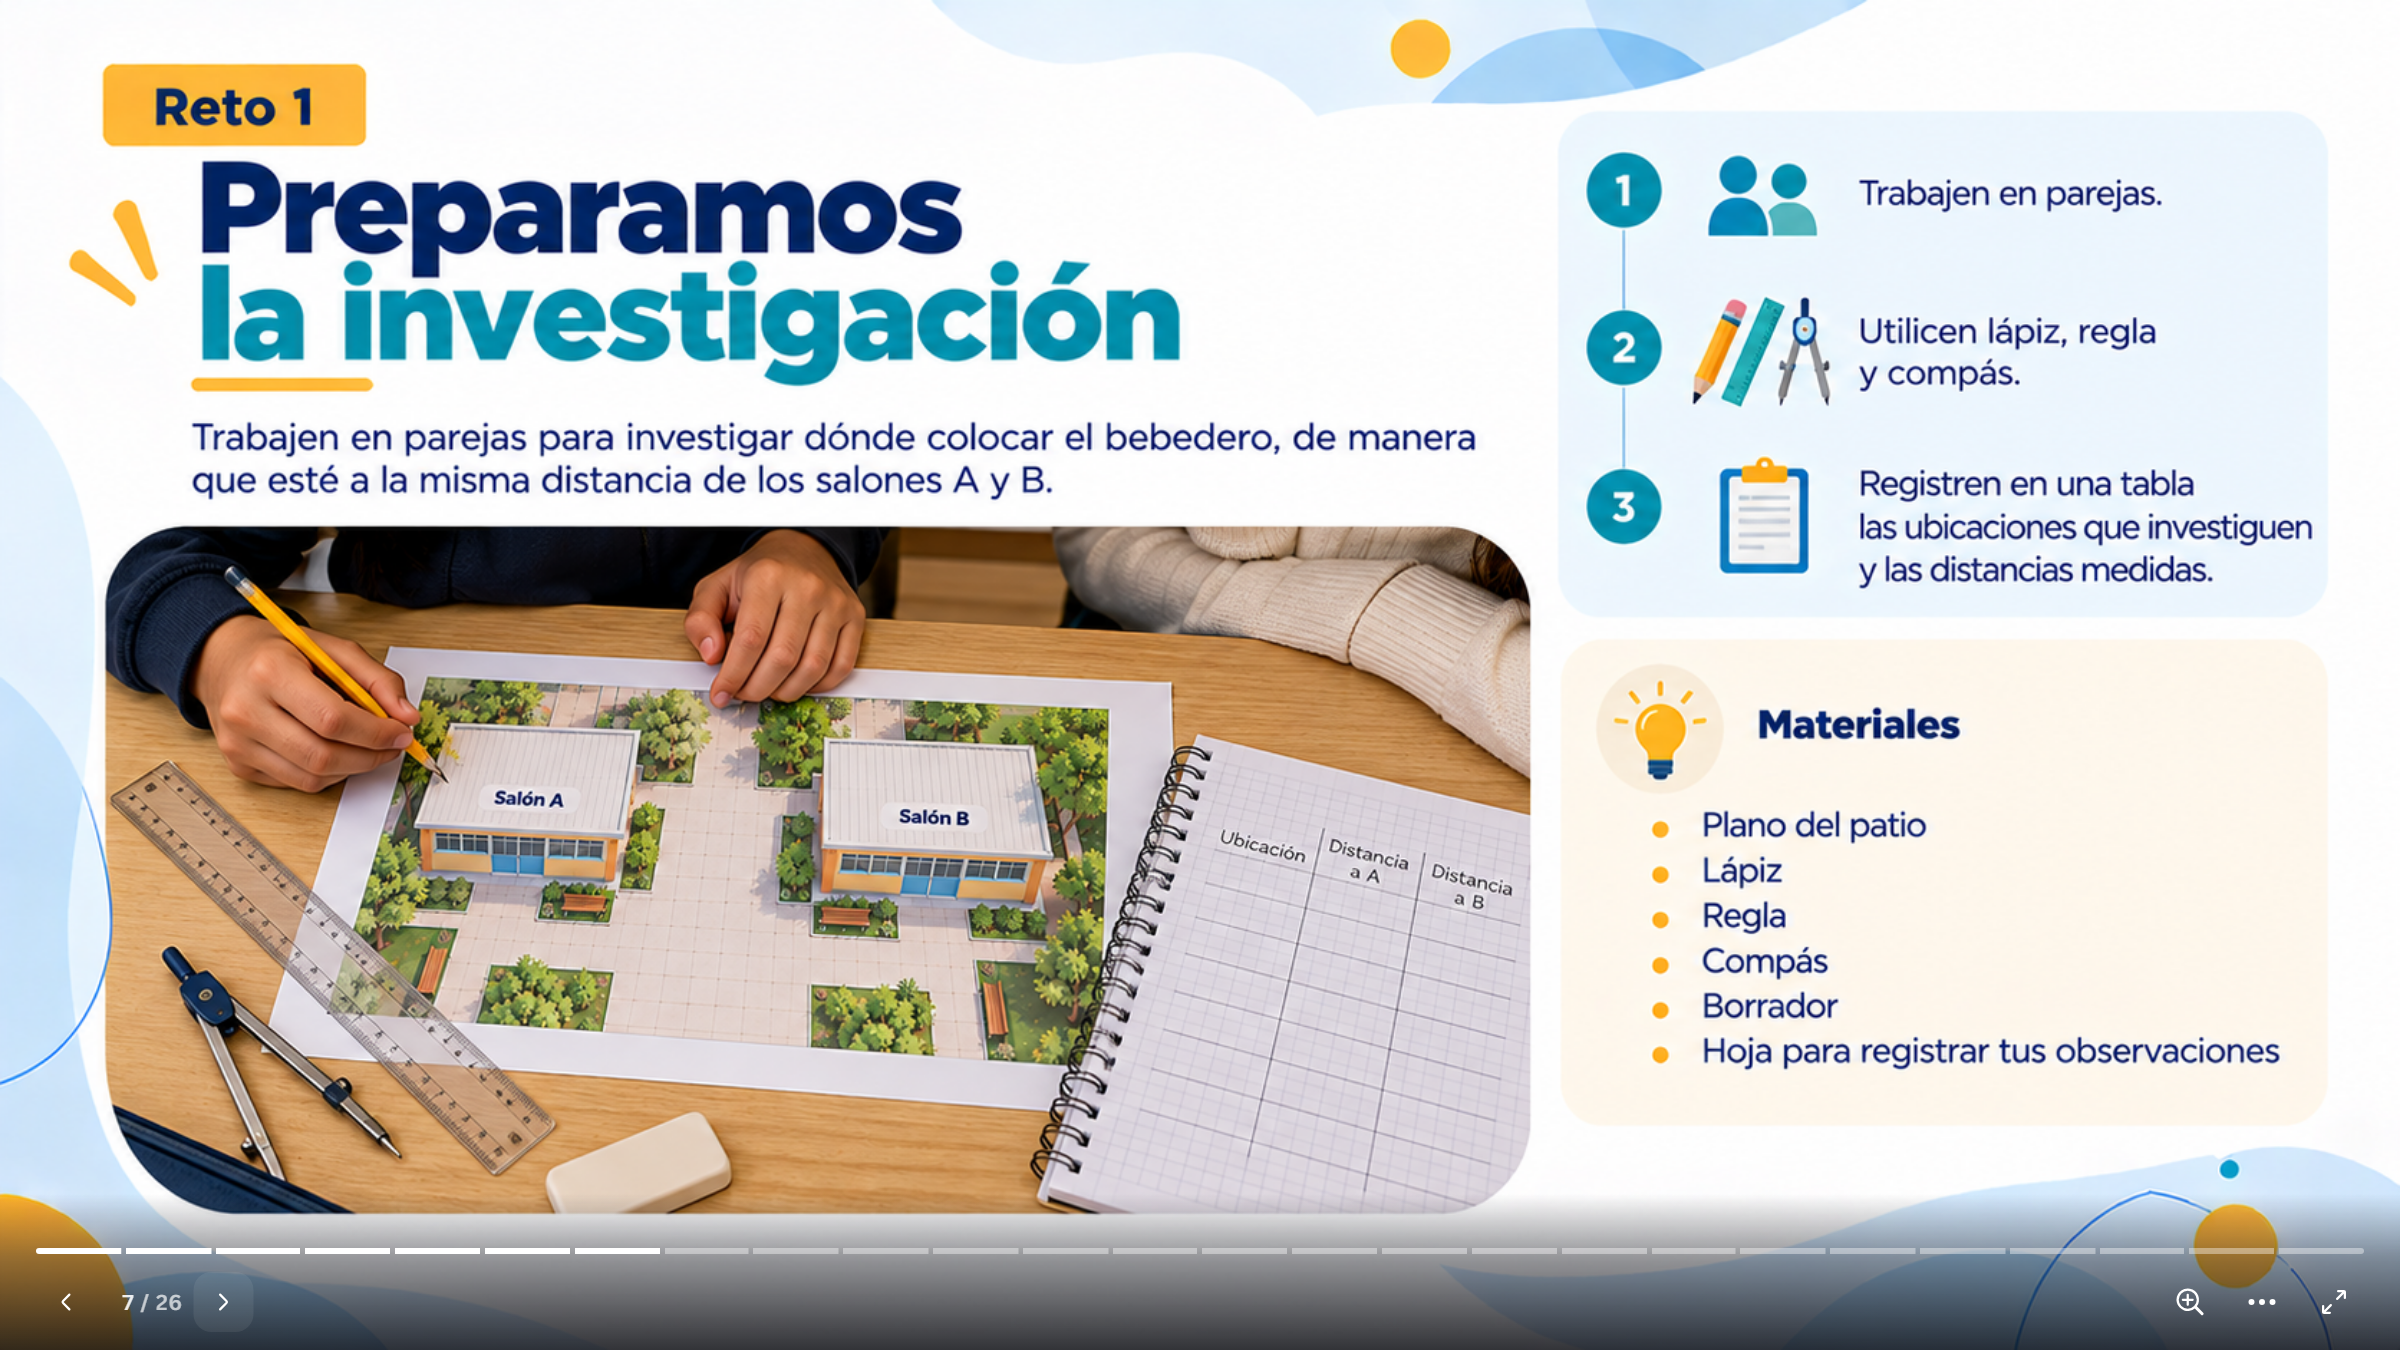 Reto 1
Preparamos
la investigación
Trabajen en parejas para investigar dónde colocar el bebedero, de manera
que esté a la misma distancia de los salones A y B.
Salón A
Salón B
Ubicación
Distancia
a A
Distancia
a B
1
Trabajen en parejas.
2
Utilicen lápiz, regla
y compás.
3
Registren en una tabla
las ubicaciones que investiguen
y las distancias medidas.
Materiales
Plano del patio
Lápiz
Regla
Compás
Borrador
Hoja para registrar tus observaciones
7 / 26